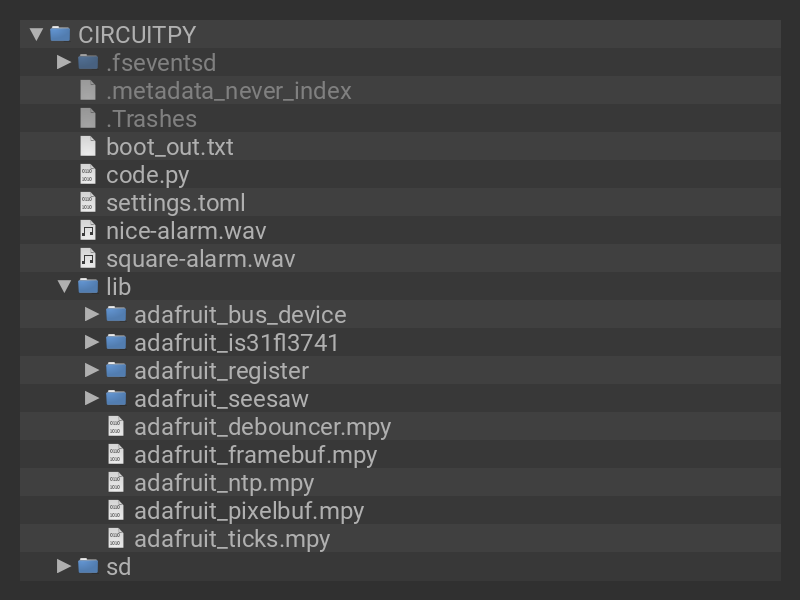 CIRCUITPY
.fseventsd
.metadata_never_index
.Trashes
boot_out.txt
code.py
settings.toml
nice-alarm.wav
square-alarm.wav
lib
adafruit_bus_device
adafruit_is31fl3741
adafruit_register
adafruit_seesaw
adafruit_debouncer.mpy
adafruit_framebuf.mpy
adafruit_ntp.mpy
adafruit_pixelbuf.mpy
adafruit_ticks.mpy
sd